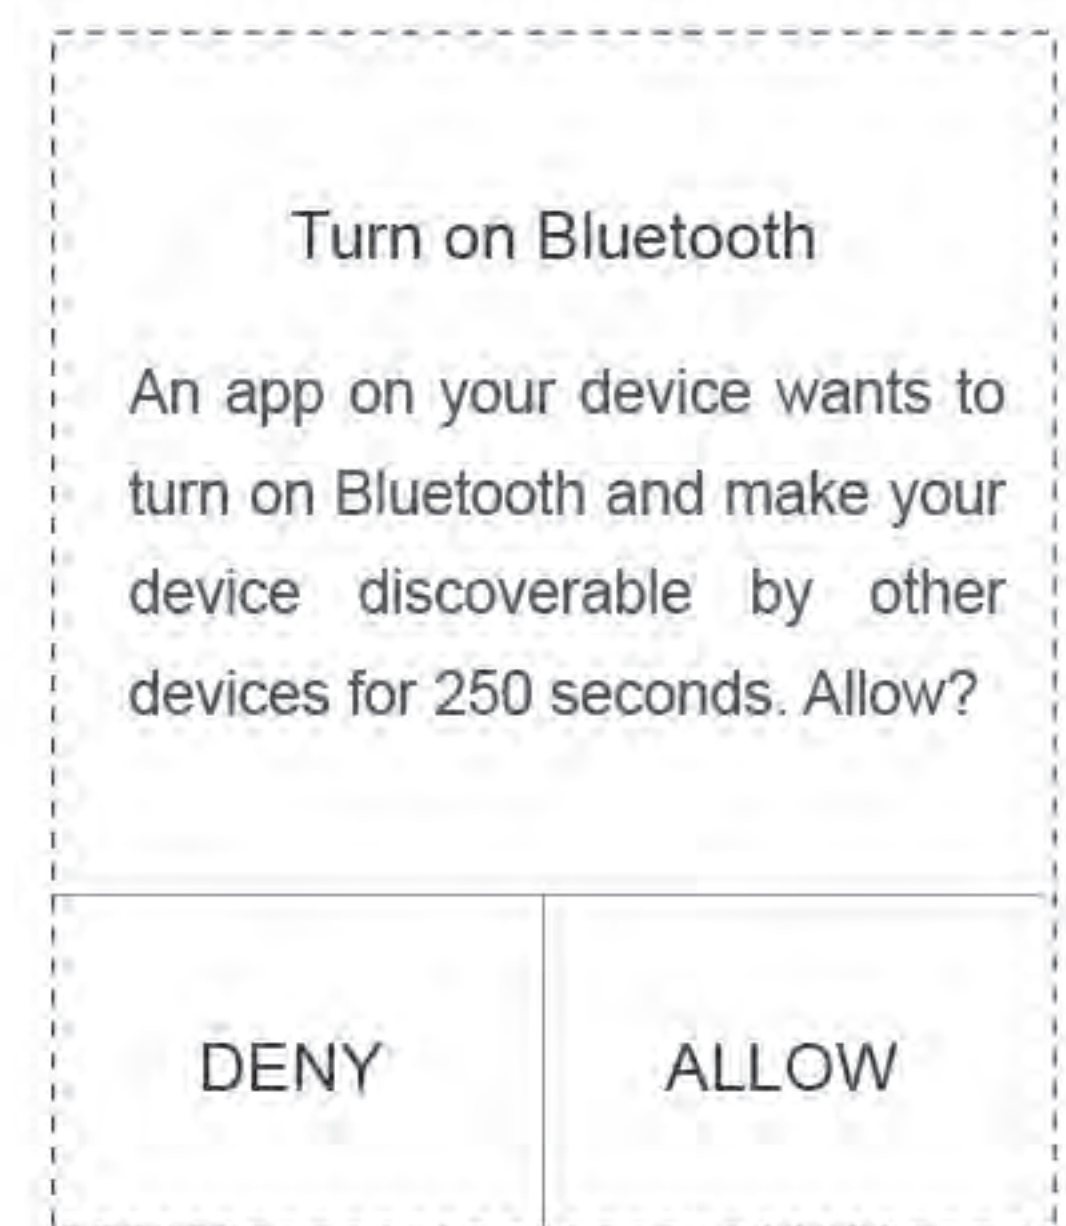 Turn on Bluetooth
An app on your device wants to
turn on Bluetooth and make your
device discoverable by other
devices for 250 seconds. Allow?
DENY
ALLOW